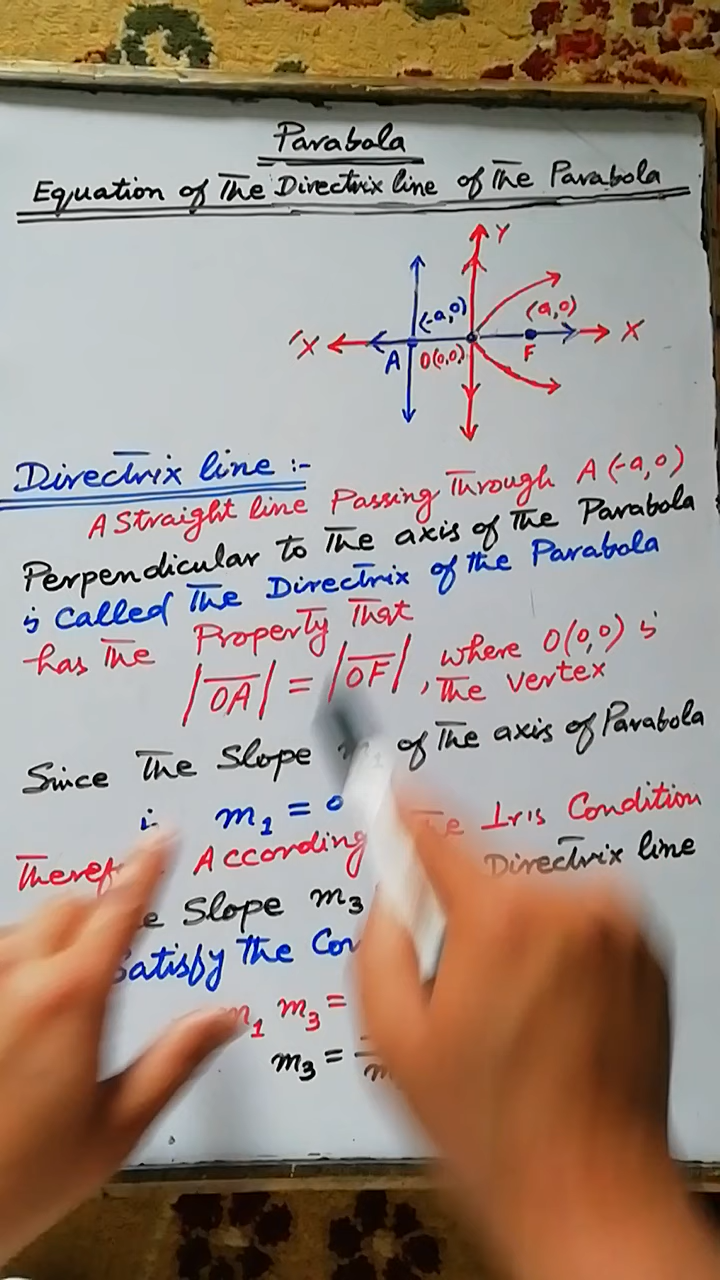 Parabola
Equation of The Directrix line of The Parabola
Y
(-a,0)
(a,0)
'X
X
A
O(0,0)
F
Directrix line :-
A Straight line Passing Through A (-a,0)
Perpendicular to The axis of The Parabola
is Called The Directrix of the Parabola
has The Property That
|OA| = |OF|, where O(0,0) is
The vertex
Since The Slope of The axis of Parabola
m₁ = 0
According Lris Condition
Directrix line
Slope m₃
Satisfy The
m₁ m₃ =
m₃ =